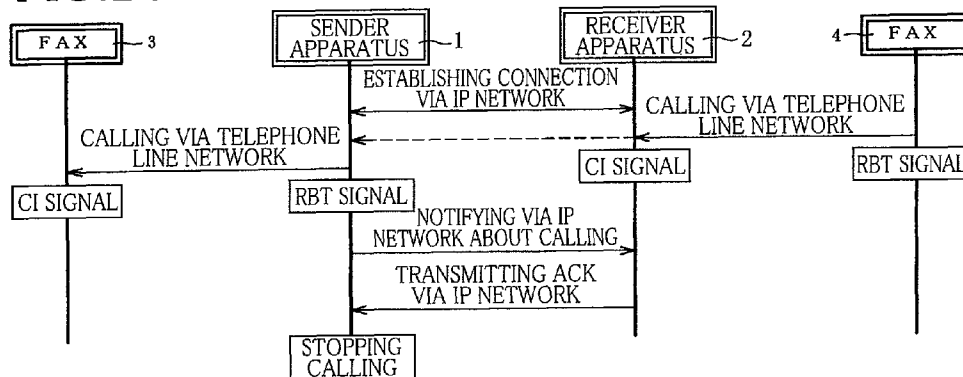 FAX
3
SENDER
APPARATUS
1
RECEIVER
APPARATUS
2
4
FAX
ESTABLISHING CONNECTION
VIA IP NETWORK
CALLING VIA TELEPHONE
LINE NETWORK
CALLING VIA TELEPHONE
LINE NETWORK
CI SIGNAL
RBT SIGNAL
CI SIGNAL
RBT SIGNAL
NOTIFYING VIA IP
NETWORK ABOUT CALLING
TRANSMITTING ACK
VIA IP NETWORK
STOPPING
CALLING